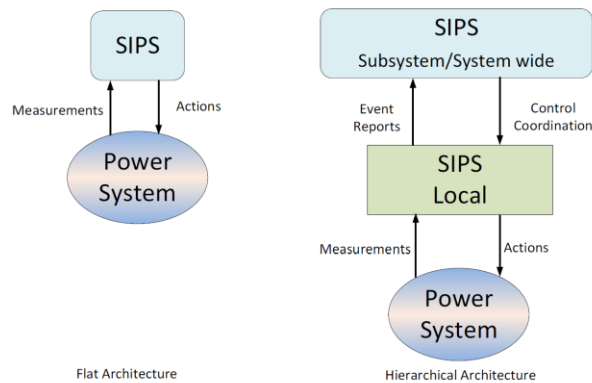 SIPS
Measurements
Actions
Power
System
Flat Architecture
SIPS
Subsystem/System wide
Event
Reports
Control
Coordination
SIPS
Local
Measurements
Actions
Power
System
Hierarchical Architecture